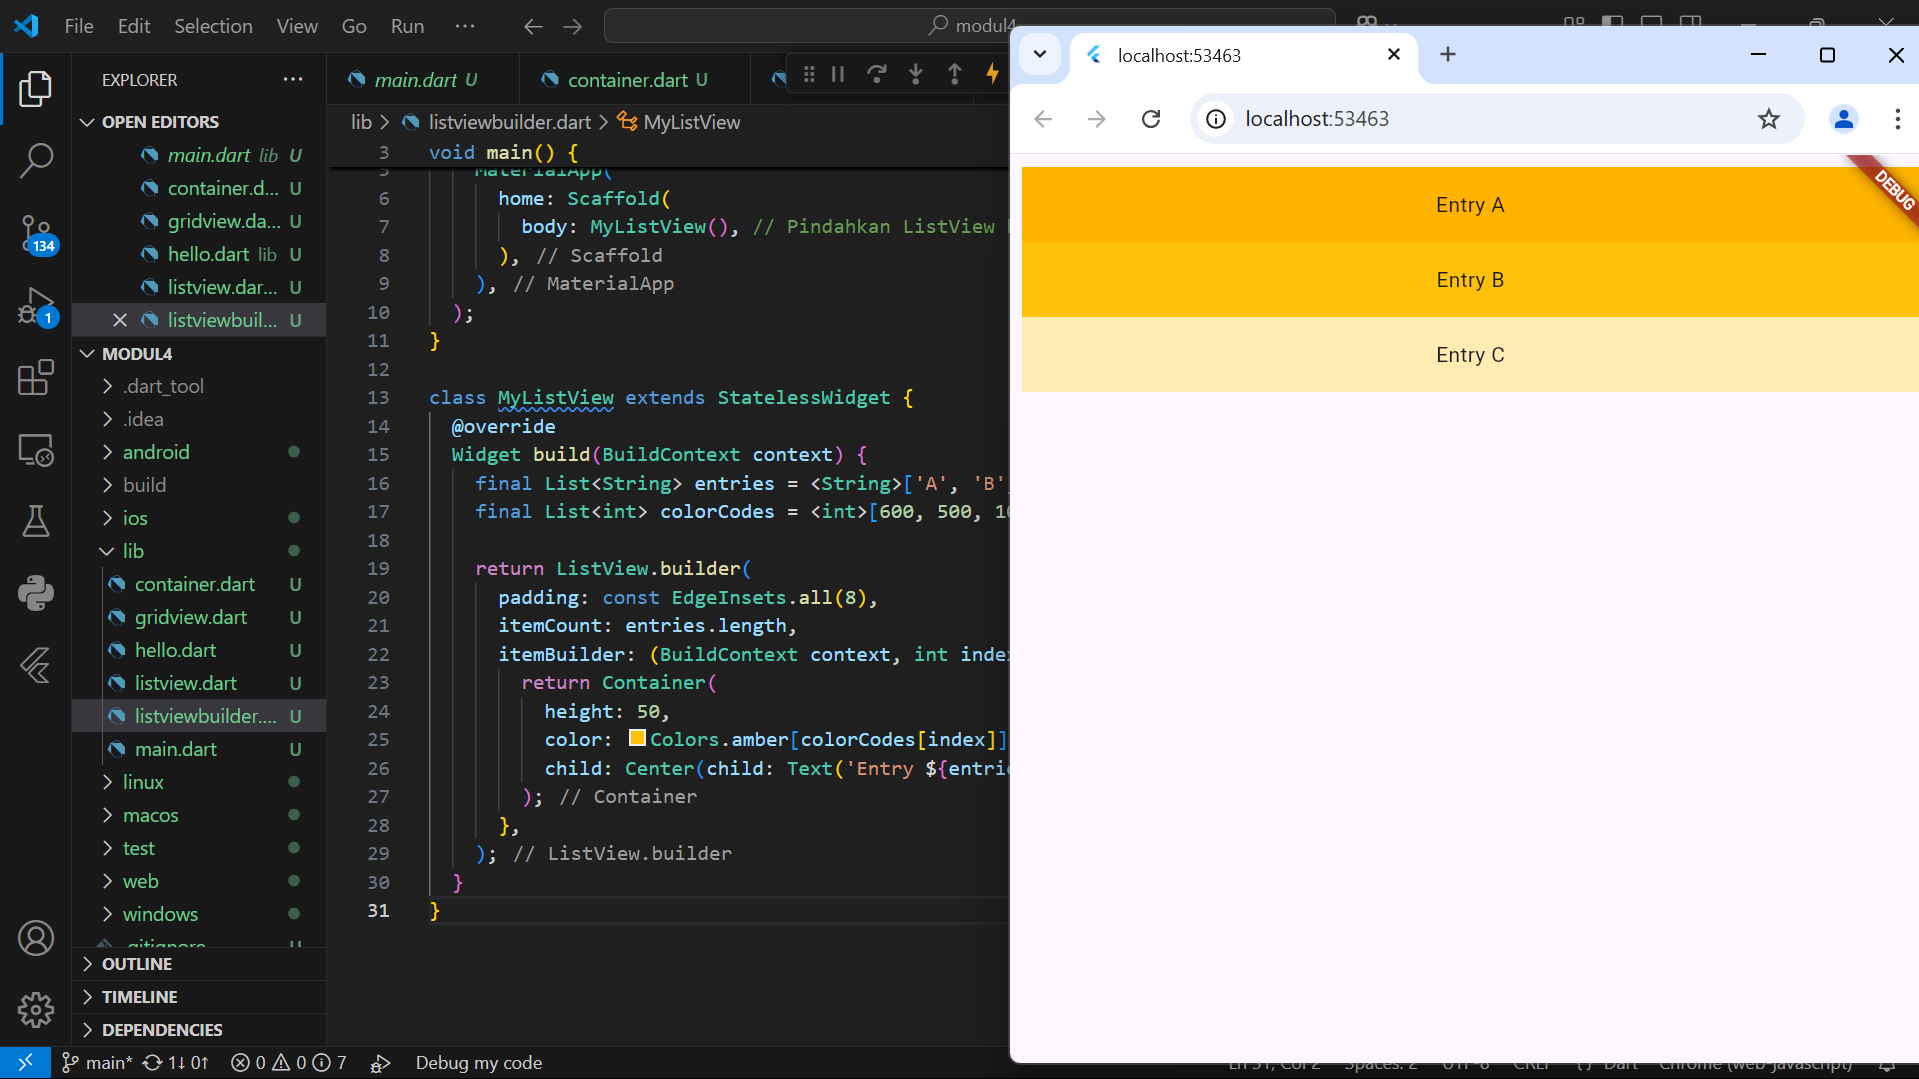 File Edit Selection View Go Run ··· modul4
EXPLORER ···
OPEN EDITORS
main.dart lib U
container.d... U
gridview.da... U
hello.dart lib U
listview.dar... U
listviewbuil... U
MODUL4
.dart_tool
.idea
android
build
ios
lib
container.dart U
gridview.dart U
hello.dart U
listview.dart U
listviewbuilder.... U
main.dart U
linux
macos
test
web
windows
.gitignore U
OUTLINE
TIMELINE
DEPENDENCIES
134
1
main.dart U container.dart U
lib > listviewbuilder.dart > MyListView
3 void main() {
5 MaterialApp(
6 home: Scaffold(
7 body: MyListView(), // Pindahkan ListView
8 ), // Scaffold
9 ), // MaterialApp
10 );
11 }
12
13 class MyListView extends StatelessWidget {
14 @override
15 Widget build(BuildContext context) {
16 final List<String> entries = <String>['A', 'B'
17 final List<int> colorCodes = <int>[600, 500, 1
18
19 return ListView.builder(
20 padding: const EdgeInsets.all(8),
21 itemCount: entries.length,
22 itemBuilder: (BuildContext context, int index
23 return Container(
24 height: 50,
25 color: Colors.amber[colorCodes[index]]
26 child: Center(child: Text('Entry ${entrie
27 ); // Container
28 },
29 ); // ListView.builder
30 }
31 }
localhost:53463
localhost:53463
DEBUG
Entry A
Entry B
Entry C
main* 1↓ 0↑ 0 0 7 Debug my code
Ln 31, Col 2 Spaces: 2 UTF-8 CRLF {} Dart Chrome (web-javascript)